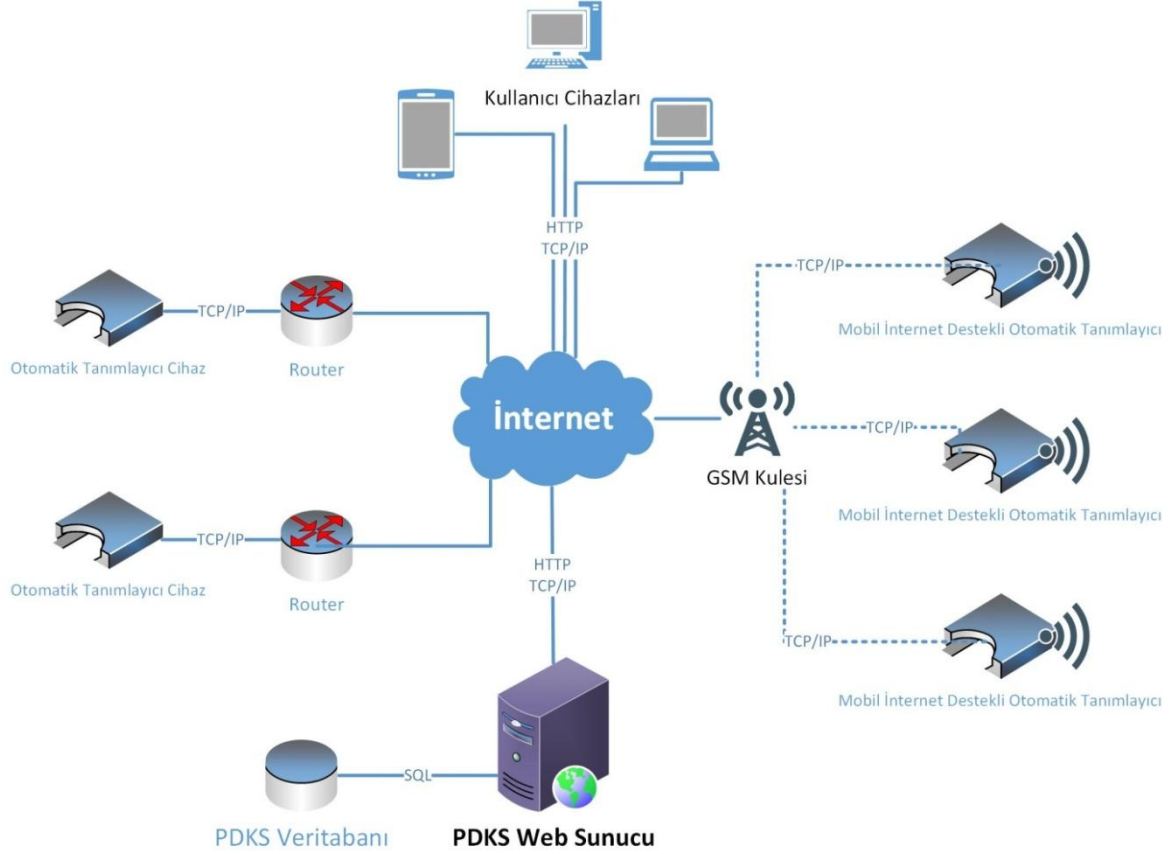 Kullanıcı Cihazları
HTTP
TCP/IP
TCP/IP
Otomatik Tanımlayıcı Cihaz
Router
TCP/IP
Mobil İnternet Destekli Otomatik Tanımlayıcı
İnternet
TCP/IP
GSM Kulesi
Mobil İnternet Destekli Otomatik Tanımlayıcı
TCP/IP
Otomatik Tanımlayıcı Cihaz
Router
HTTP
TCP/IP
TCP/IP
Mobil İnternet Destekli Otomatik Tanımlayıcı
SQL
PDKS Veritabanı
PDKS Web Sunucu